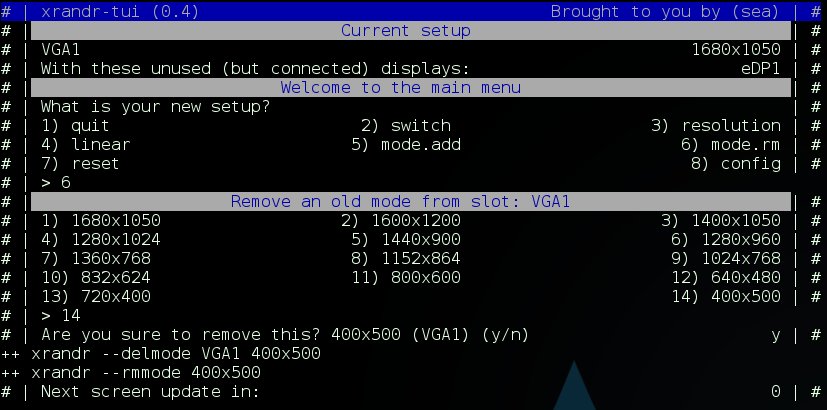 # | xrandr-tui (0.4) Brought to you by (sea) | #
# | Current setup | #
# | VGA1 1680x1050 | #
# | With these unused (but connected) displays: eDP1 | #
# | Welcome to the main menu | #
# | What is your new setup? | #
# | 1) quit 2) switch 3) resolution | #
# | 4) linear 5) mode.add 6) mode.rm | #
# | 7) reset 8) config | #
# | > 6
# | Remove an old mode from slot: VGA1 | #
# | 1) 1680x1050 2) 1600x1200 3) 1400x1050 | #
# | 4) 1280x1024 5) 1440x900 6) 1280x960 | #
# | 7) 1360x768 8) 1152x864 9) 1024x768 | #
# | 10) 832x624 11) 800x600 12) 640x480 | #
# | 13) 720x400 14) 400x500 | #
# | > 14
# | Are you sure to remove this? 400x500 (VGA1) (y/n) y | #
++ xrandr --delmode VGA1 400x500
++ xrandr --rmmode 400x500
# | Next screen update in: 0 | #